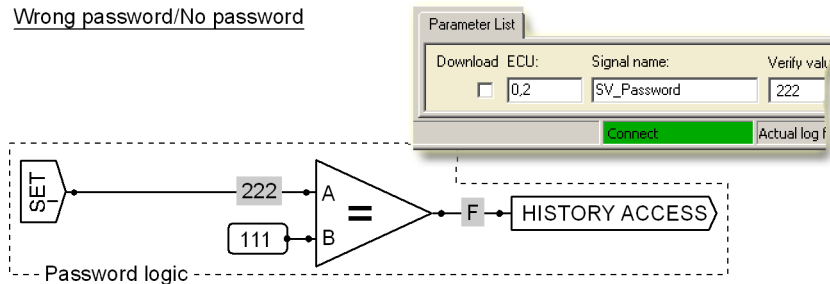 Wrong password/No password
Parameter List
Download ECU: Signal name: Verify valu
0,2 SV_Password 222
Connect Actual log f
SET
I
222 A
=
F HISTORY ACCESS
111 B
Password logic